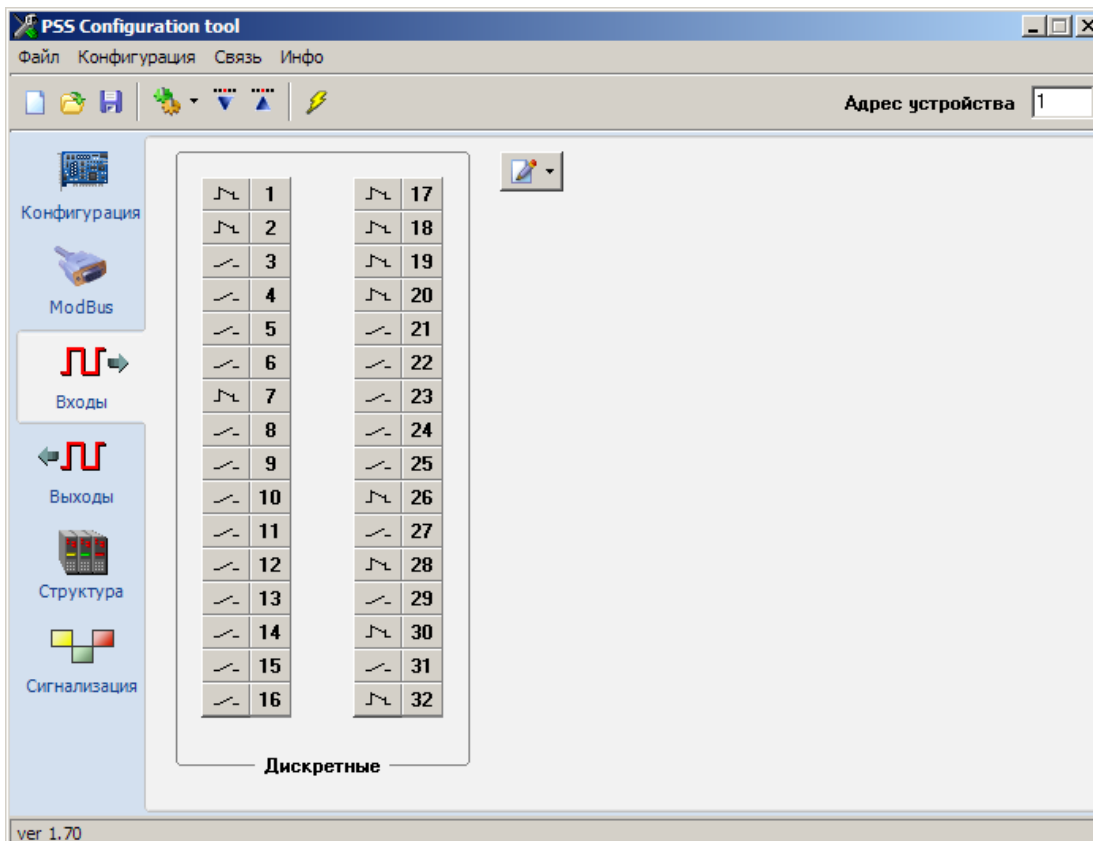 PSS Configuration tool
Файл Конфигурация Связь Инфо
Адрес устройства 1
Конфигурация
ModBus
Входы
Выходы
Структура
Сигнализация
1 17
2 18
3 19
4 20
5 21
6 22
7 23
8 24
9 25
10 26
11 27
12 28
13 29
14 30
15 31
16 32
Дискретные
ver 1.70